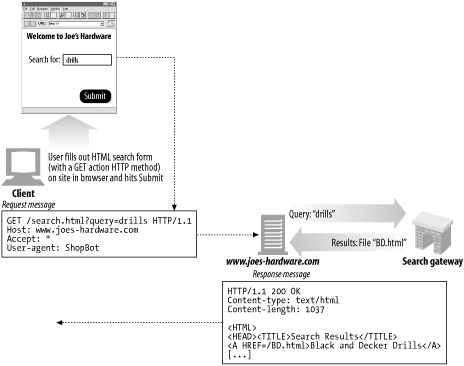 Welcome to Joe's Hardware
Search for: drills
Submit
User fills out HTML search form
(with a GET action HTTP method)
on site in browser and hits Submit
Client
Request message
GET /search.html?query=drills HTTP/1.1
Host: www.joes-hardware.com
Accept: *
User-agent: ShopBot
Query: "drills"
Results: File "BD.html"
www.joes-hardware.com
Search gateway
Response message
HTTP/1.1 200 OK
Content-type: text/html
Content-length: 1037
<HTML>
<HEAD><TITLE>Search Results</TITLE>
<A HREF=/BD.html>Black and Decker Drills</A>
[...]